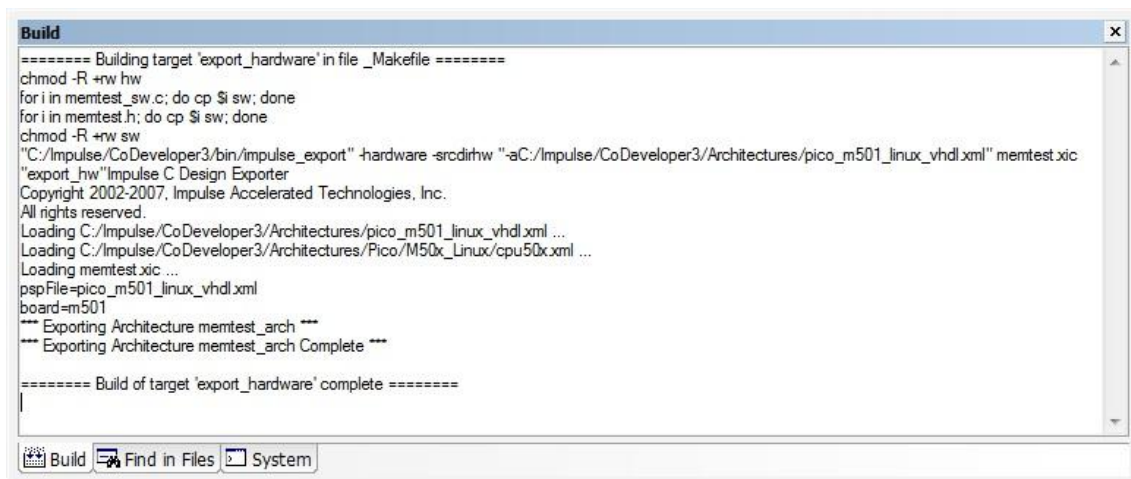 Build
======== Building target 'export_hardware' in file _Makefile ========
chmod -R +rw hw
for i in memtest_sw.c; do cp $i sw; done
for i in memtest.h; do cp $i sw; done
chmod -R +rw sw
"C:/Impulse/CoDeveloper3/bin/impulse_export" -hardware -srcdirhw "-aC:/Impulse/CoDeveloper3/Architectures/pico_m501_linux_vhdl.xml" memtest.xic
"export_hw"Impulse C Design Exporter
Copyright 2002-2007, Impulse Accelerated Technologies, Inc.
All rights reserved.
Loading C:/Impulse/CoDeveloper3/Architectures/pico_m501_linux_vhdl.xml ...
Loading C:/Impulse/CoDeveloper3/Architectures/Pico/M50x_Linux/cpu50x.xml ...
Loading memtest.xic ...
pspFile=pico_m501_linux_vhdl.xml
board=m501
*** Exporting Architecture memtest_arch ***
*** Exporting Architecture memtest_arch Complete ***
======== Build of target 'export_hardware' complete ========
Build Find in Files System